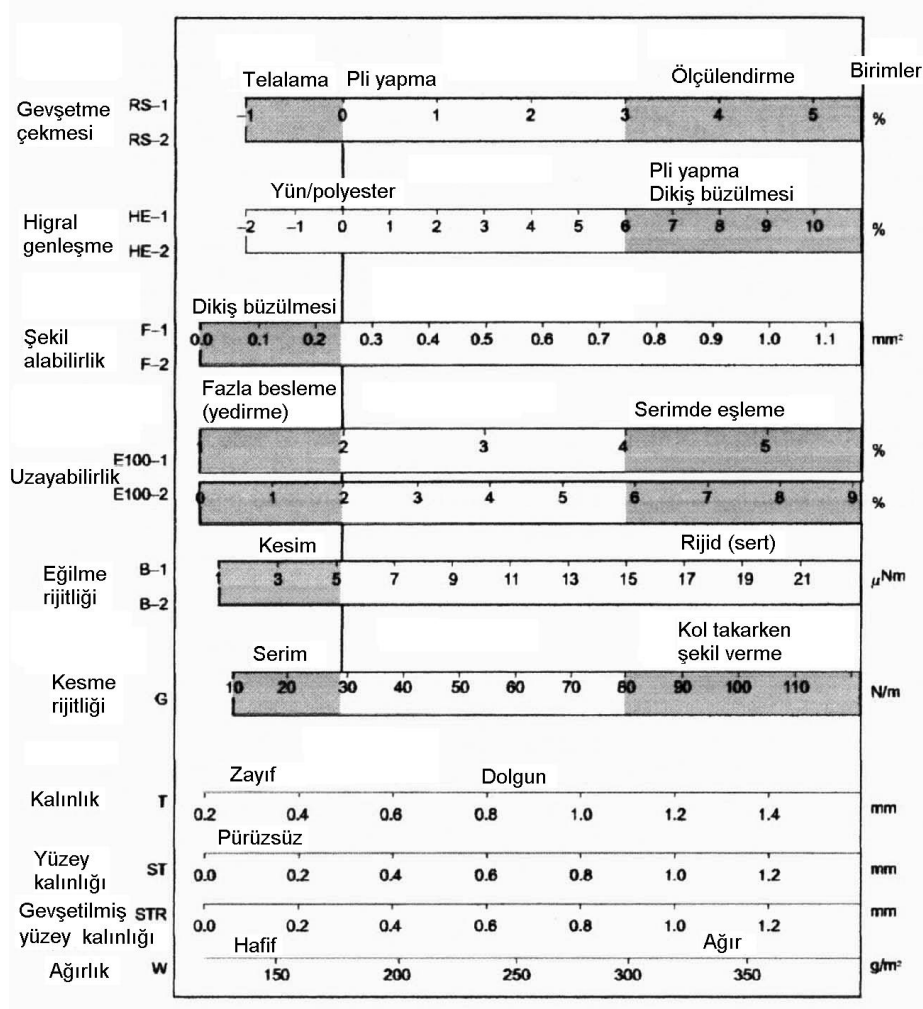 Telalama Pli yapma Ölçülendirme Birimler
Gevşetme çekmesi
RS–1
RS–2
–1 0 1 2 3 4 5
%
Yün/polyester
Pli yapma
Dikiş büzülmesi
Higral genleşme
HE–1
HE–2
–2 –1 0 1 2 3 4 5 6 7 8 9 10
%
Dikiş büzülmesi
Şekil alabilirlik
F–1
F–2
0.0 0.1 0.2 0.3 0.4 0.5 0.6 0.7 0.8 0.9 1.0 1.1
mm²
Fazla besleme
(yedirme)
Serimde eşleme
Uzayabilirlik
E100–1
1 2 3 4 5
%
E100–2
0 1 2 3 4 5 6 7 8 9
%
Kesim
Rijid (sert)
Eğilme rijitliği
B–1
B–2
1 3 5 7 9 11 13 15 17 19 21
μNm
Serim
Kol takarken
şekil verme
Kesme rijitliği
G
10 20 30 40 50 60 70 80 90 100 110
N/m
Zayıf Dolgun
Kalınlık T
0.2 0.4 0.6 0.8 1.0 1.2 1.4
mm
Pürüzsüz
Yüzey kalınlığı
ST
0.0 0.2 0.4 0.6 0.8 1.0 1.2
mm
Gevşetilmiş yüzey kalınlığı
STR
0.0 0.2 0.4 0.6 0.8 1.0 1.2
mm
Hafif Ağır
Ağırlık W
150 200 250 300 350
g/m²